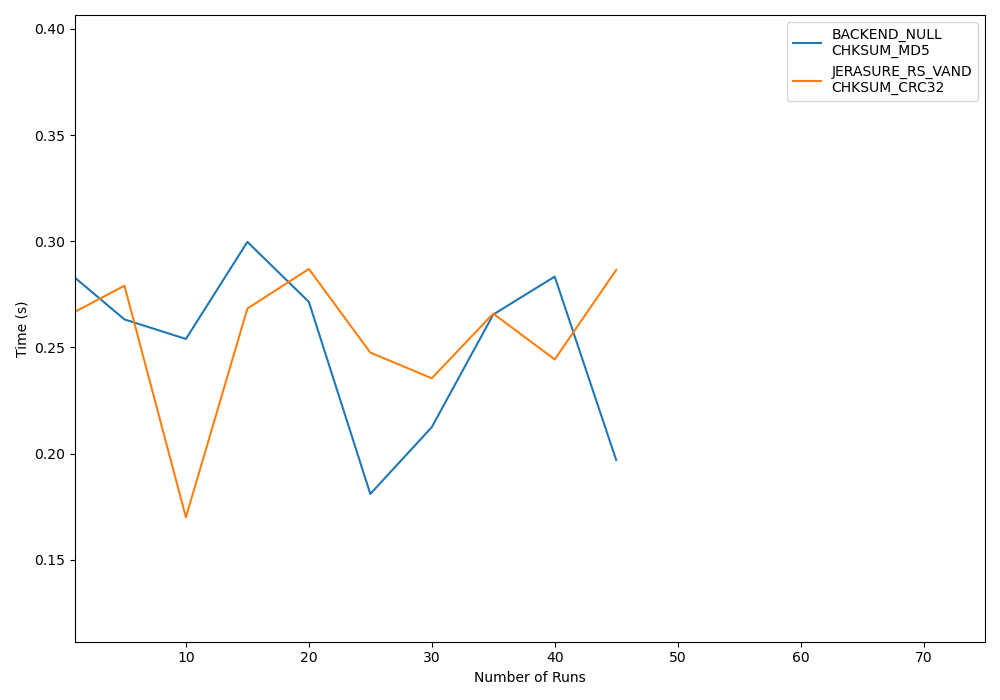 0.40
0.35
0.30
0.25
0.20
0.15
Time (s)
10 20 30 40 50 60 70
Number of Runs
BACKEND_NULL
CHKSUM_MD5
JERASURE_RS_VAND
CHKSUM_CRC32